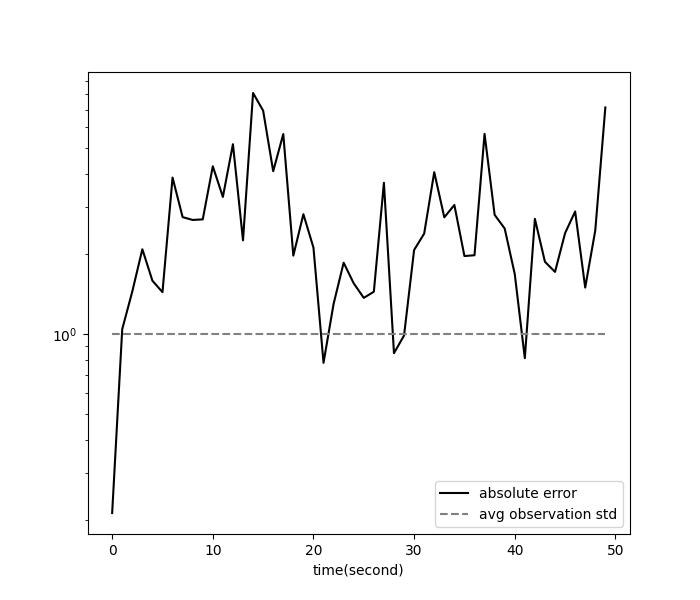 10⁰
0 10 20 30 40 50
time(second)
absolute error
avg observation std